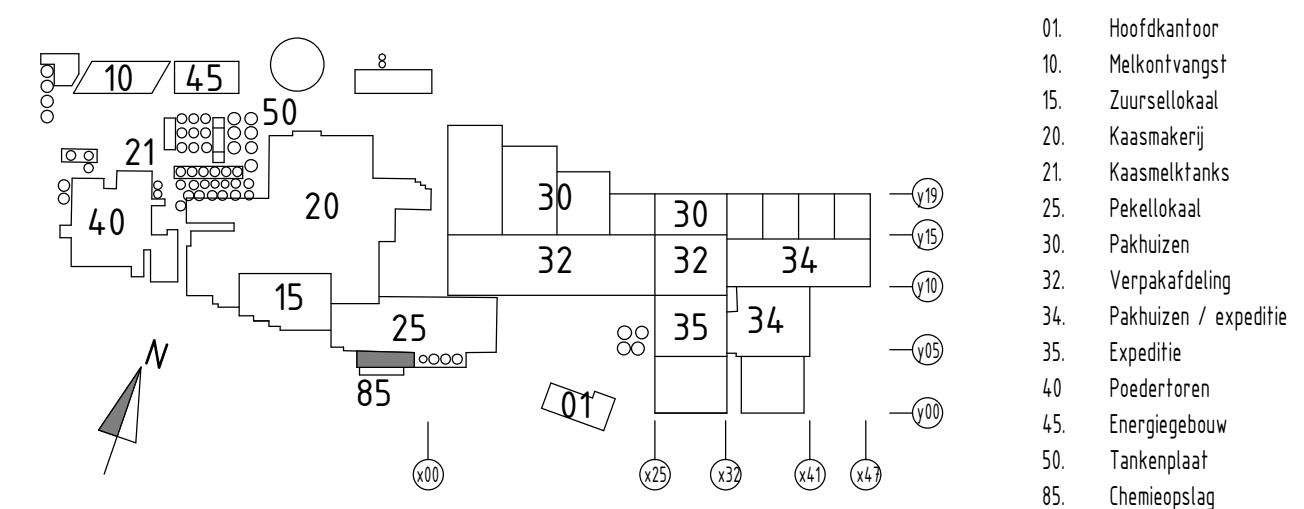 10
45
50
21
40
20
15
25
85
N
30
30
32
32
34
35
34
01
y19
y15
y10
y05
y00
x00
x25
x32
x41
x47
01. Hoofdkantoor
10. Melkontvangst
15. Zuursellokaal
20. Kaasmakerij
21. Kaasmelktanks
25. Pekellokaal
30. Pakhuizen
32. Verpakafdeling
34. Pakhuizen / expeditie
35. Expeditie
40 Poedertoren
45. Energiegebouw
50. Tankenplaat
85. Chemieopslag